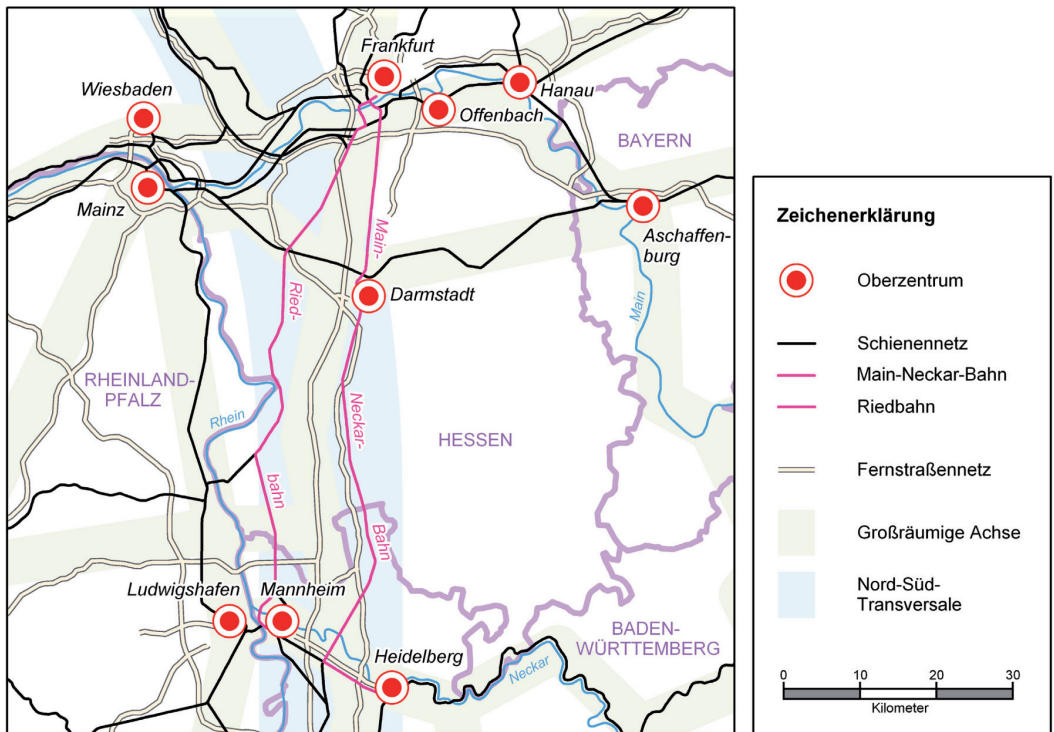 Frankfurt
Wiesbaden
Hanau
Offenbach
BAYERN
Mainz
Aschaffen-
burg
Main-
Darmstadt
Ried-
Main
RHEINLAND-
PFALZ
Rhein
Neckar-
HESSEN
bahn
Bahn
Ludwigshafen
Mannheim
BADEN-
WÜRTTEMBERG
Heidelberg
Neckar
Zeichenerklärung
Oberzentrum
Schienennetz
Main-Neckar-Bahn
Riedbahn
Fernstraßennetz
Großräumige Achse
Nord-Süd-
Transversale
0 10 20 30
Kilometer